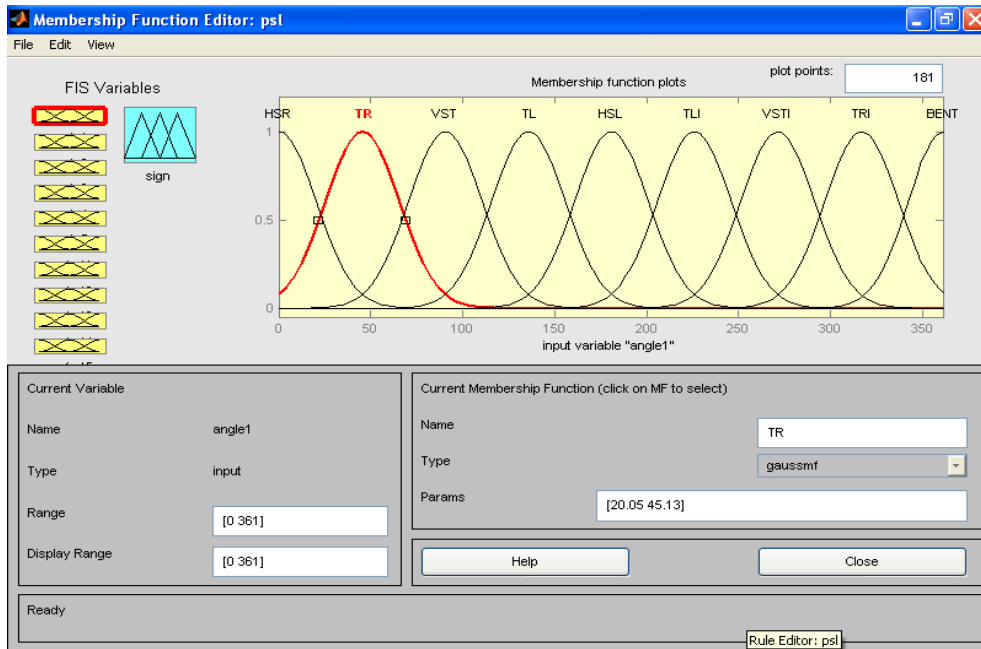 Membership Function Editor: psl
File Edit View
FIS Variables
sign
Membership function plots
plot points:
181
HSR TR VST TL HSL TLI VSTI TRI BENT
1
0.5
0
0 50 100 150 200 250 300 350
input variable "angle1"
Current Variable
Name angle1
Type input
Range [0 361]
Display Range [0 361]
Current Membership Function (click on MF to select)
Name TR
Type gaussmf
Params [20.05 45.13]
Help Close
Ready
Rule Editor: psl